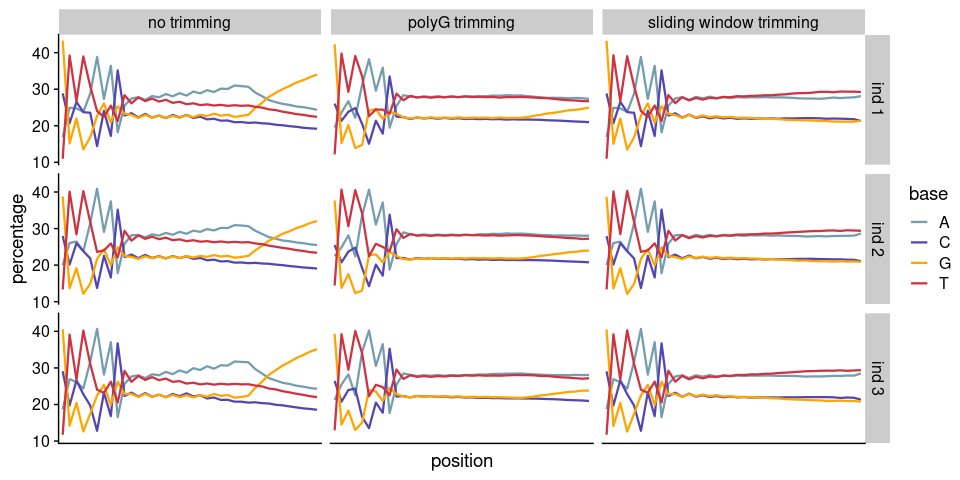 no trimming
polyG trimming
sliding window trimming
40
30
20
10
ind 1
40
30
20
10
ind 2
40
30
20
10
ind 3
percentage
position
base
A
C
G
T